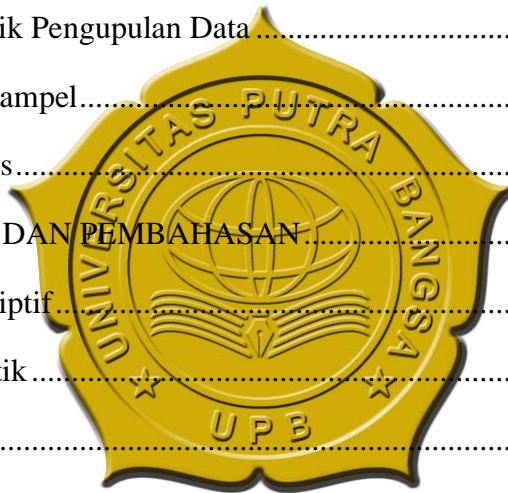 ik Pengupulan Data ....................................
ampel....................................................
s............................................................
DAN PEMBAHASAN............................
iptif......................................................
tik..........................................................
...............................................................
UNIVERSITAS PUTRA BANGSA
UPB